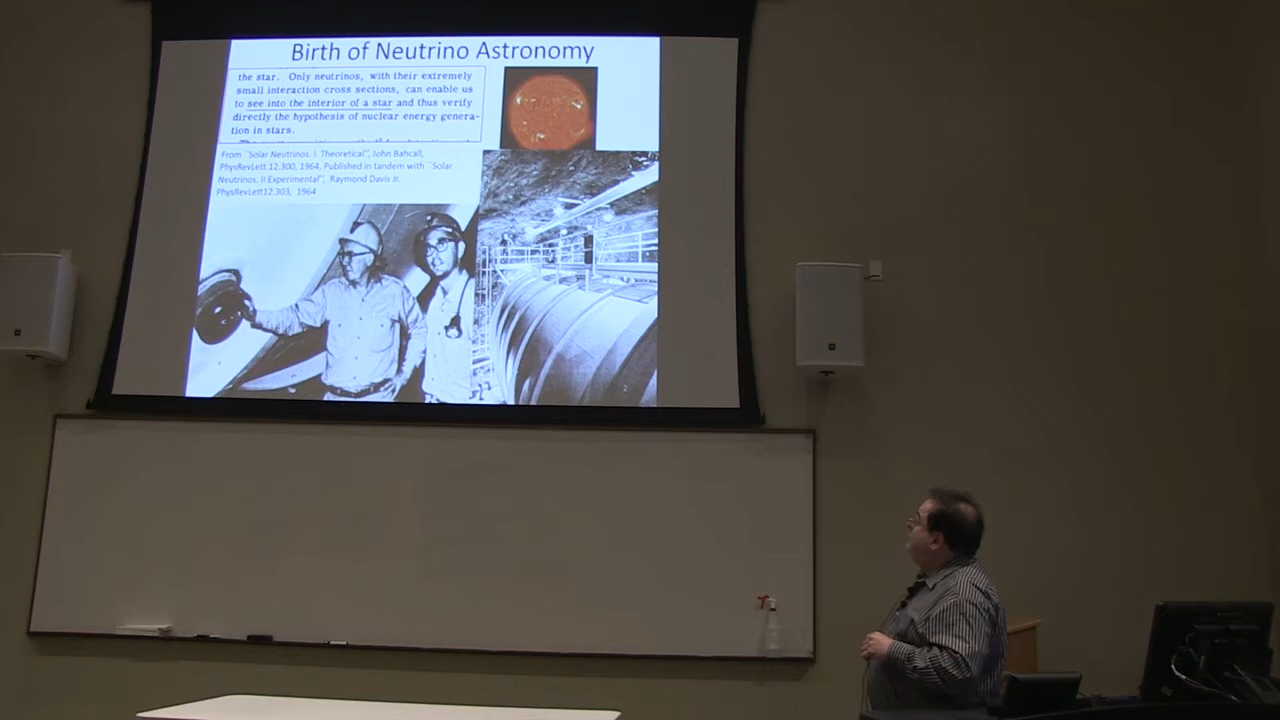 Birth of Neutrino Astronomy
the star. Only neutrinos, with their extremely
small interaction cross sections, can enable us
to see into the interior of a star and thus verify
directly the hypothesis of nuclear energy genera-
tion in stars.
From ``Solar Neutrinos. I. Theoretical", John Bahcall,
PhysRevLett.12.300, 1964, Published in tandem with ``Solar
Neutrinos. II Experimental", Raymond Davis Jr.
PhysRevLett12.303, 1964